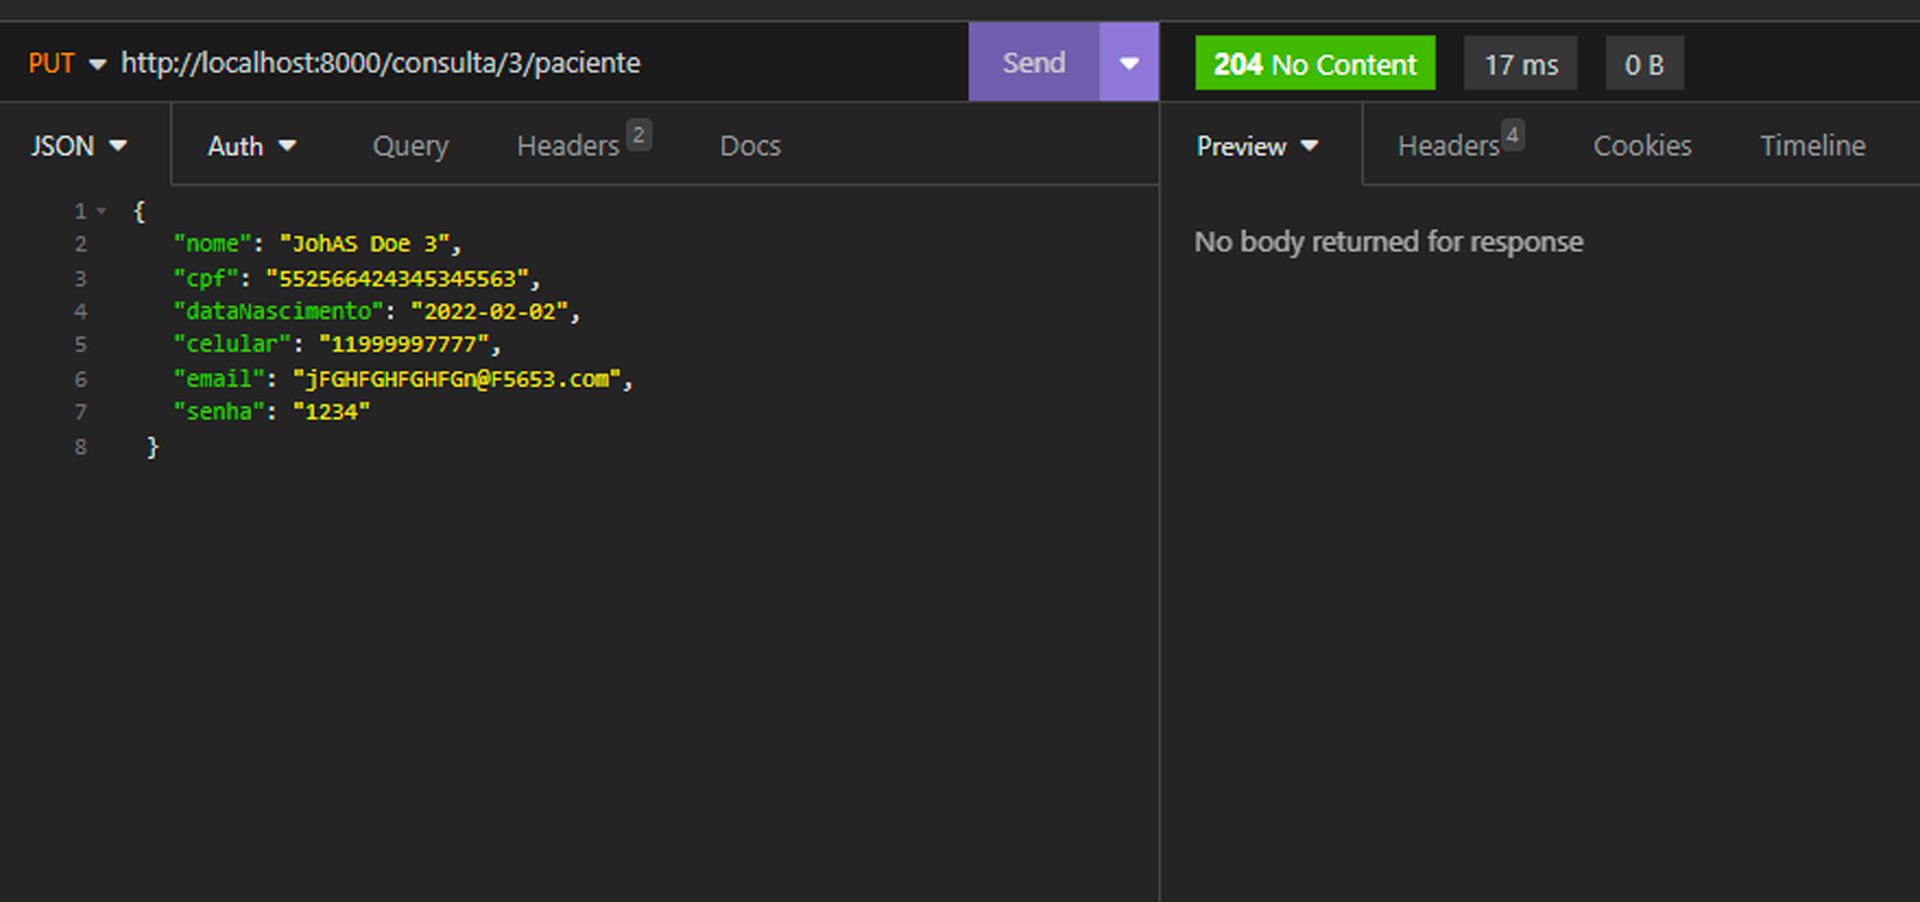 PUT http://localhost:8000/consulta/3/paciente Send
204 No Content 17 ms 0 B
JSON Auth Query Headers 2 Docs
Preview Headers 4 Cookies Timeline
1 {
2 "nome": "JohAS Doe 3",
3 "cpf": "552566424345345563",
4 "dataNascimento": "2022-02-02",
5 "celular": "11999997777",
6 "email": "jFGHFGHFGHFGn@F5653.com",
7 "senha": "1234"
8 }
No body returned for response